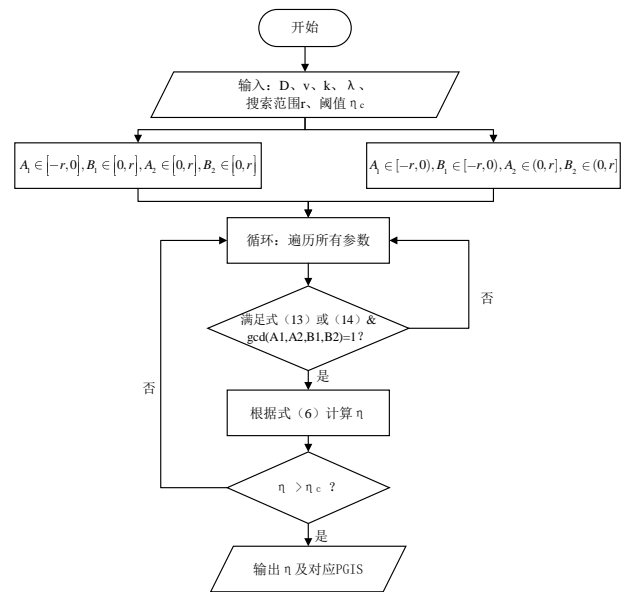 开始
输入：D、v、k、λ、
搜索范围r、阈值ηc
A₁ ∈ [−r,0], B₁ ∈ [0,r], A₂ ∈ [0,r], B₂ ∈ [0,r]
A₁ ∈ [−r,0), B₁ ∈ [−r,0), A₂ ∈ (0,r], B₂ ∈ (0,r]
循环：遍历所有参数
满足式（13）或（14）&
gcd(A1,A2,B1,B2)=1？
否
是
否
根据式（6）计算η
η >ηc ？
是
输出η及对应PGIS